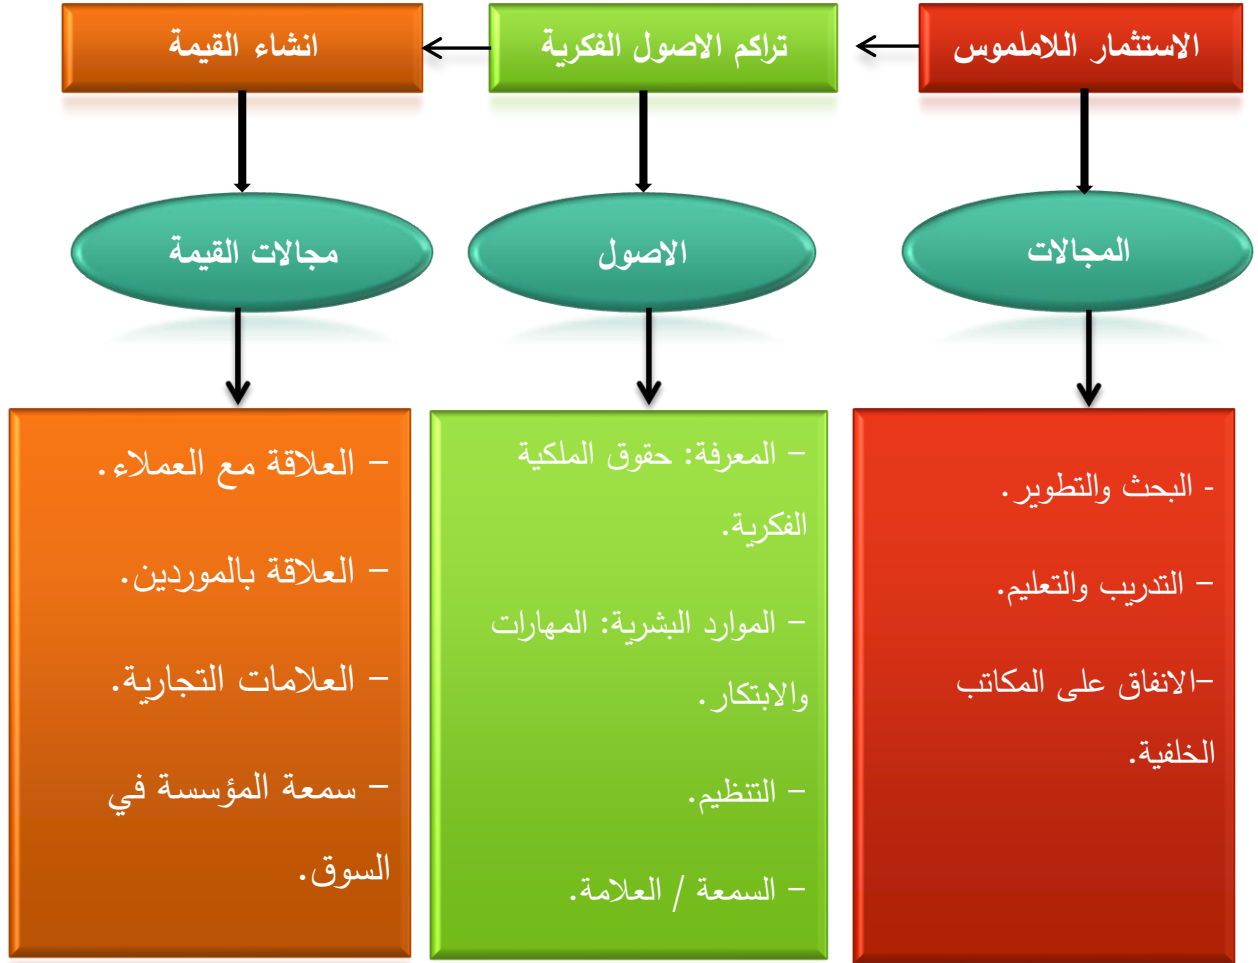 الاستثمار اللاملموس
تراكم الاصول الفكرية
انشاء القيمة
المجالات
الاصول
مجالات القيمة
- البحث والتطوير.
– التدريب والتعليم.
–الانفاق على المكاتب
الخلفية.
– المعرفة: حقوق الملكية
الفكرية.
– الموارد البشرية: المهارات
والابتكار.
– التنظيم.
– السمعة / العلامة.
– العلاقة مع العملاء.
– العلاقة بالموردين.
– العلامات التجارية.
– سمعة المؤسسة في
السوق.